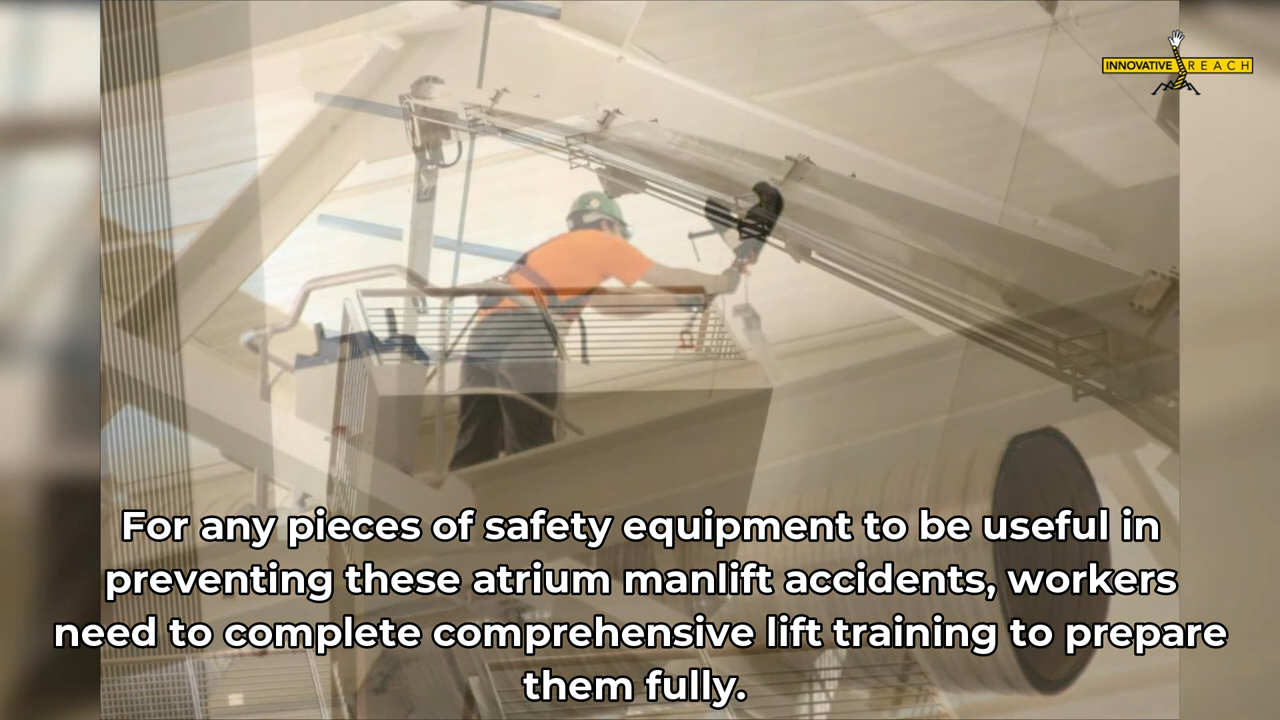 INNOVATIVE REACH
For any pieces of safety equipment to be useful in
preventing these atrium manlift accidents, workers
need to complete comprehensive lift training to prepare
them fully.